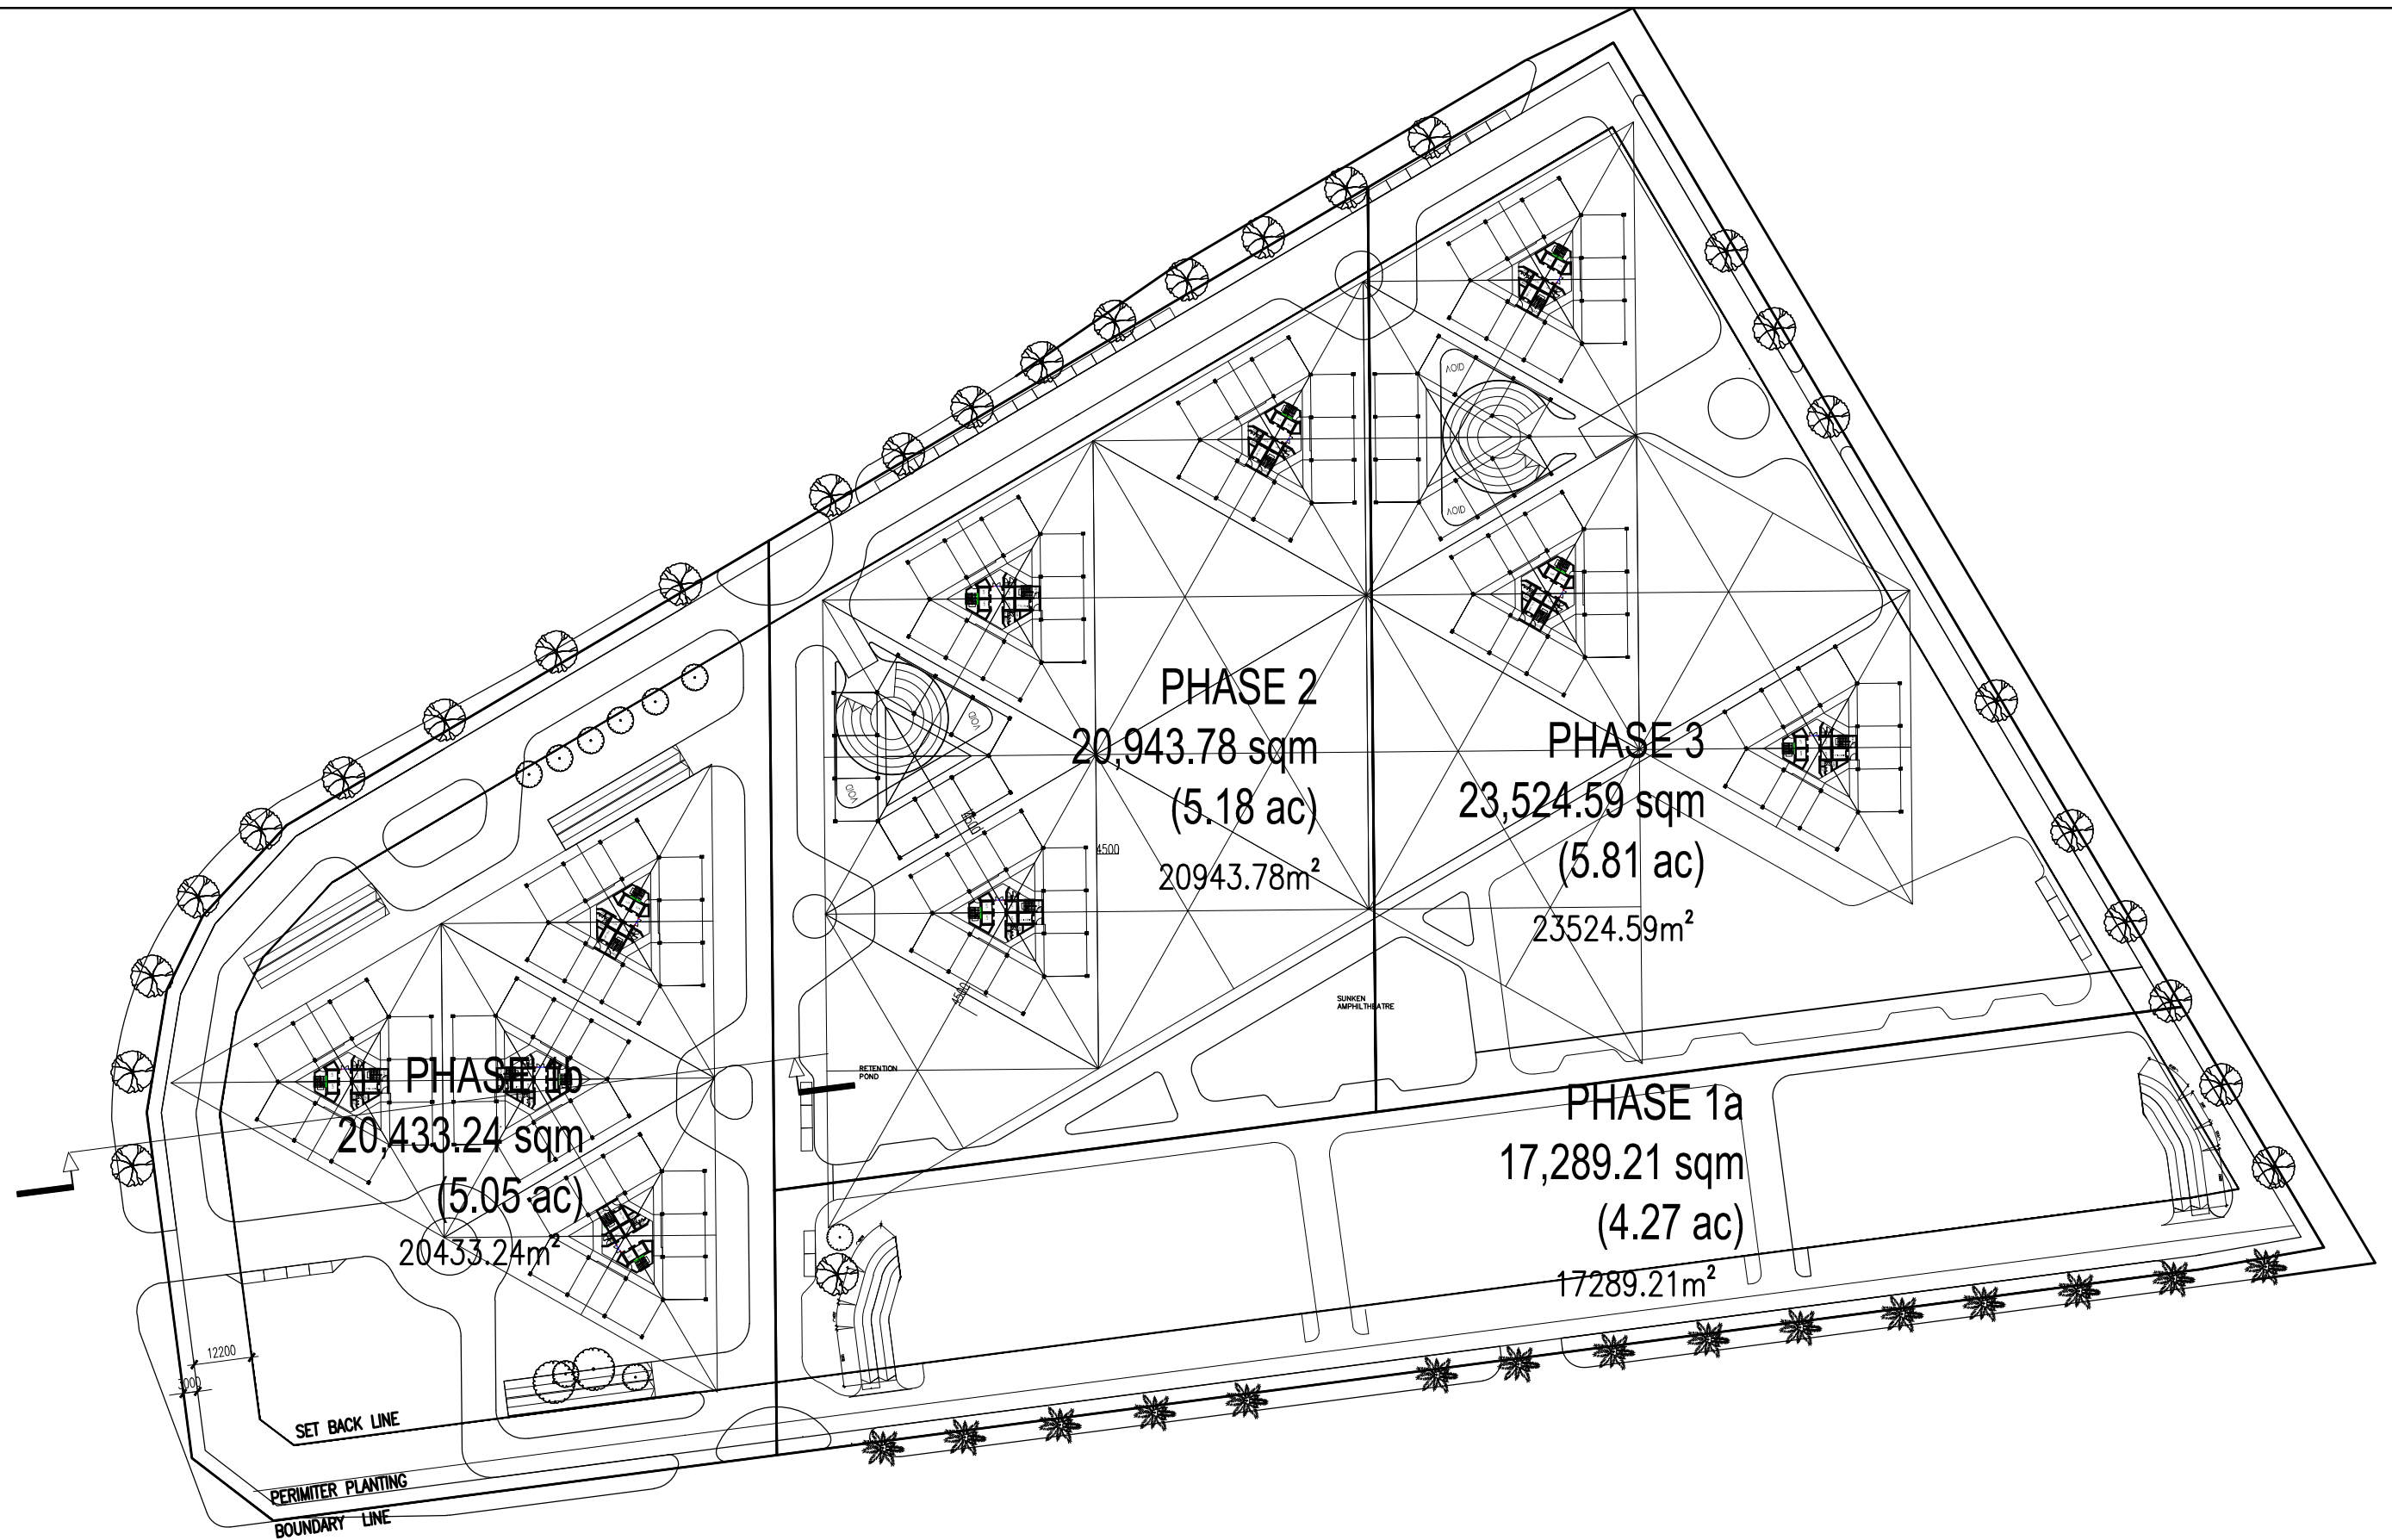 VOID
VOID
PHASE 2
20,943.78 sqm
(5.18 ac)
20943.78m²
VOID
VOID
4500
4500
4500
PHASE 3
23,524.59 sqm
(5.81 ac)
23524.59m²
SUNKEN
AMPHILTHEATRE
RETENTION
POND
PHASE 1b
20,433.24 sqm
(5.05 ac)
20433.24m²
PHASE 1a
17,289.21 sqm
(4.27 ac)
17289.21m²
12200
3000
SET BACK LINE
PERIMITER PLANTING
BOUNDARY LINE